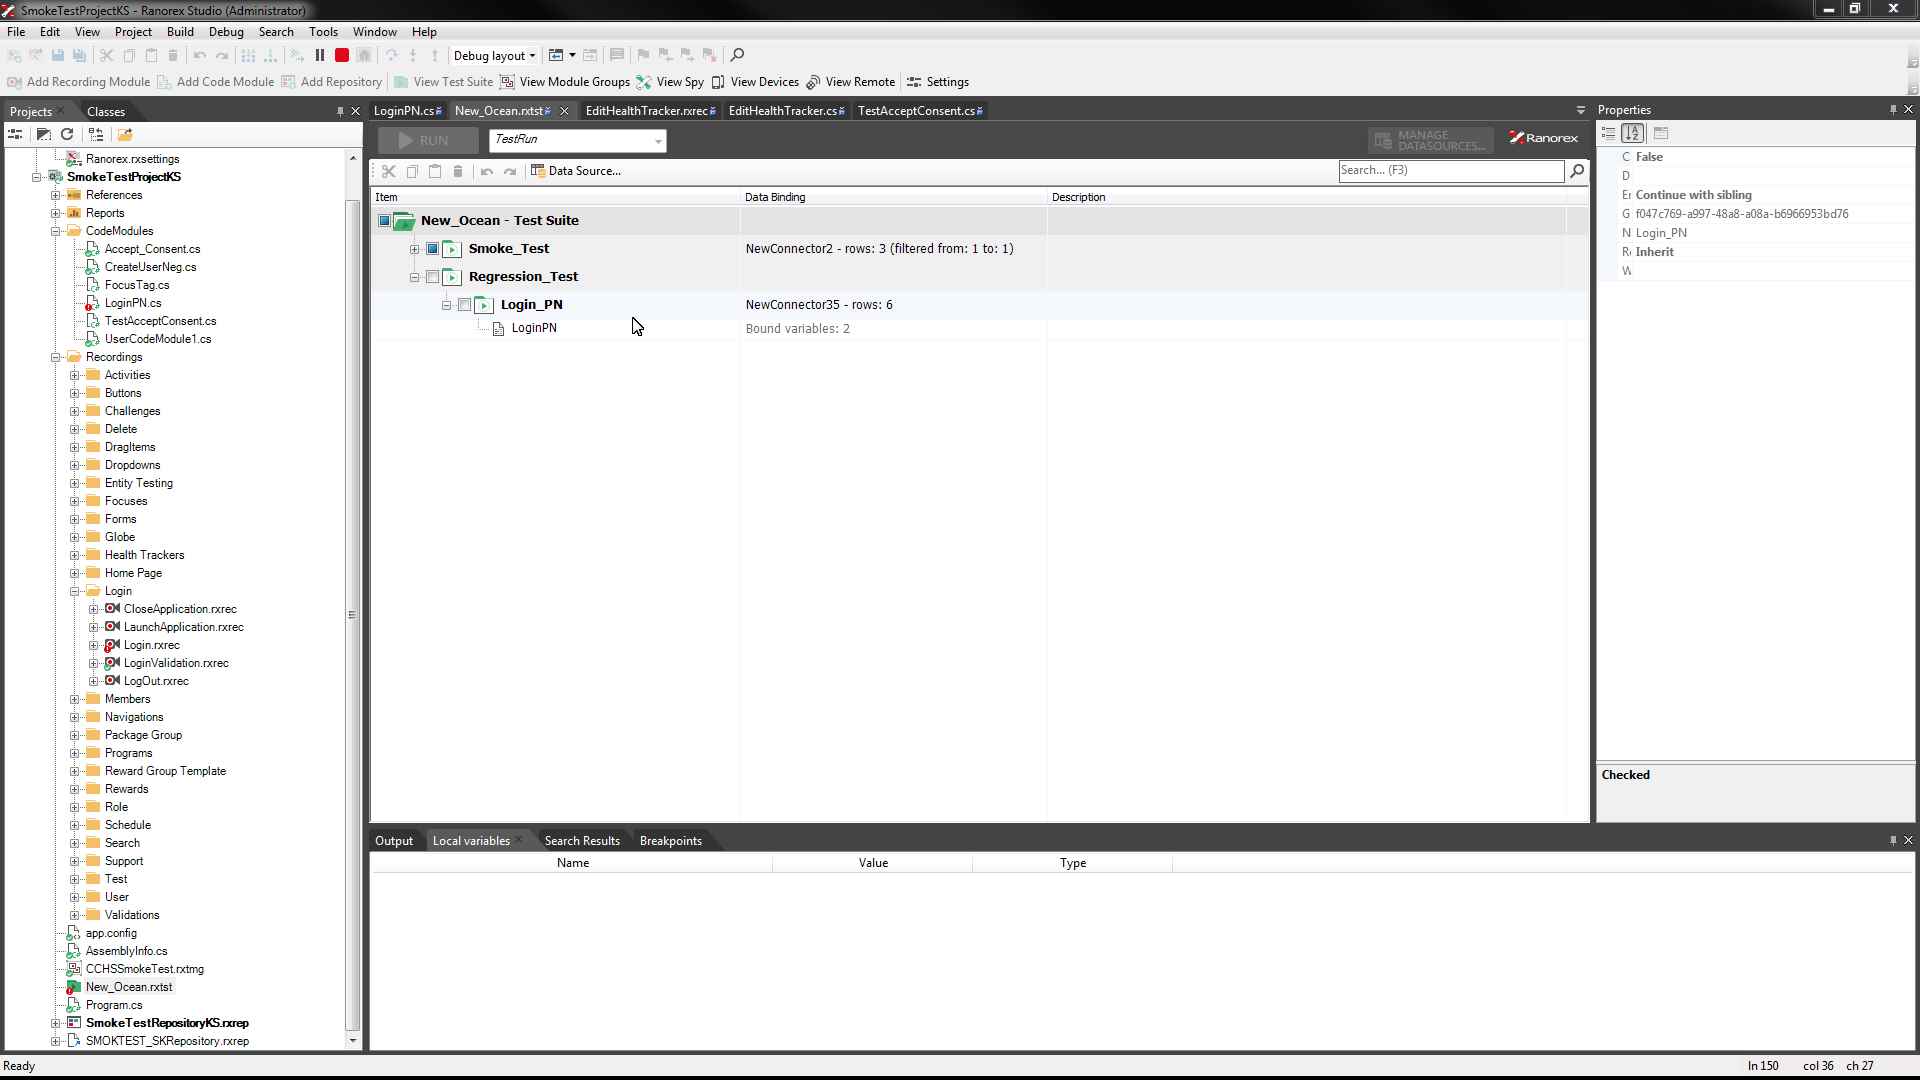 SmokeTestProjectKS - Ranorex Studio (Administrator)
File Edit View Project Build Debug Search Tools Window Help
Debug layout
Add Recording Module Add Code Module Add Repository View Test Suite View Module Groups View Spy View Devices View Remote Settings
Projects Classes
LoginPN.cs New_Ocean.rxtst EditHealthTracker.rxrec EditHealthTracker.cs TestAcceptConsent.cs
Properties
RUN TestRun MANAGE DATASOURCES... Ranorex
Data Source... Search... (F3)
Item Data Binding Description
New_Ocean - Test Suite
Smoke_Test NewConnector2 - rows: 3 (filtered from: 1 to: 1)
Regression_Test
Login_PN NewConnector35 - rows: 6
LoginPN Bound variables: 2
Ranorex.rxsettings
SmokeTestProjectKS
References
Reports
CodeModules
Accept_Consent.cs
CreateUserNeg.cs
FocusTag.cs
LoginPN.cs
TestAcceptConsent.cs
UserCodeModule1.cs
Recordings
Activities
Buttons
Challenges
Delete
DragItems
Dropdowns
Entity Testing
Focuses
Forms
Globe
Health Trackers
Home Page
Login
CloseApplication.rxrec
LaunchApplication.rxrec
Login.rxrec
LoginValidation.rxrec
LogOut.rxrec
Members
Navigations
Package Group
Programs
Reward Group Template
Rewards
Role
Schedule
Search
Support
Test
User
Validations
app.config
AssemblyInfo.cs
CCHSSmokeTest.rxtmg
New_Ocean.rxtst
Program.cs
SmokeTestRepositoryKS.rxrep
SMOKTEST_SKRepository.rxrep
C False
D
Er Continue with sibling
G f047c769-a997-48a8-a08a-b6966953bd76
N Login_PN
Re Inherit
W
Checked
Output Local variables Search Results Breakpoints
Name Value Type
Ready ln 150 col 36 ch 27